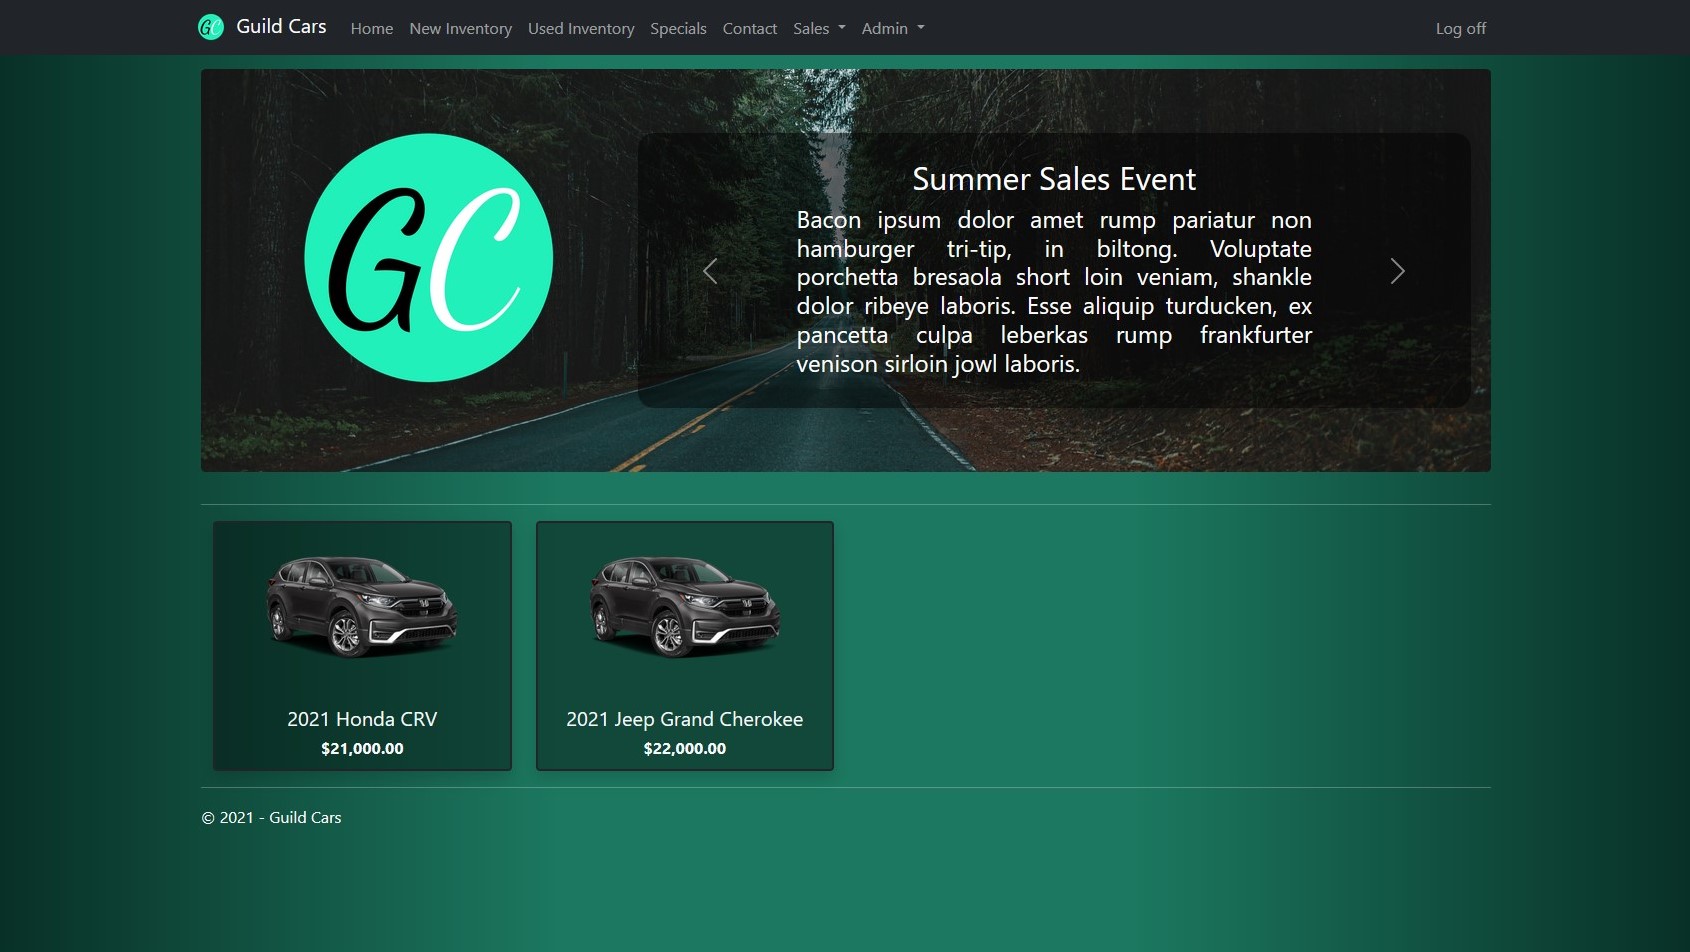 GC Guild Cars Home New Inventory Used Inventory Specials Contact Sales Admin Log off
GC
Summer Sales Event
Bacon ipsum dolor amet rump pariatur non
hamburger tri-tip, in biltong. Voluptate
porchetta bresaola short loin veniam, shankle
dolor ribeye laboris. Esse aliquip turducken, ex
pancetta culpa leberkas rump frankfurter
venison sirloin jowl laboris.
2021 Honda CRV
$21,000.00
2021 Jeep Grand Cherokee
$22,000.00
© 2021 - Guild Cars